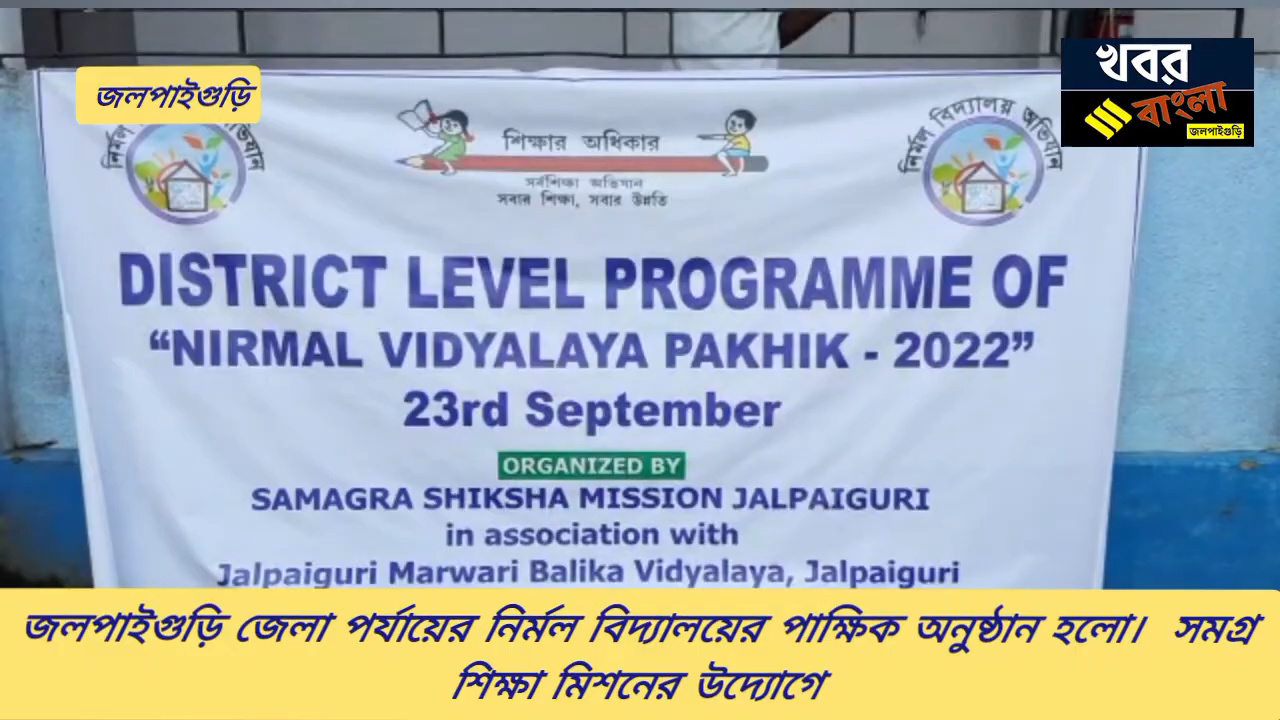 জলপাইগুড়ি
খবর
বাংলা
জলপাইগুড়ি
নির্মল বিদ্যালয় অভিযান
শিক্ষার অধিকার
সর্বশিক্ষা অভিযান
সবার শিক্ষা, সবার উন্নতি
নির্মল বিদ্যালয় অভিযান
DISTRICT LEVEL PROGRAMME OF
“NIRMAL VIDYALAYA PAKHIK - 2022”
23rd September
ORGANIZED BY
SAMAGRA SHIKSHA MISSION JALPAIGURI
in association with
Jalpaiguri Marwari Balika Vidyalaya, Jalpaiguri
জলপাইগুড়ি জেলা পর্যায়ের নির্মল বিদ্যালয়ের পাক্ষিক অনুষ্ঠান হলো। সমগ্র
শিক্ষা মিশনের উদ্যোগে